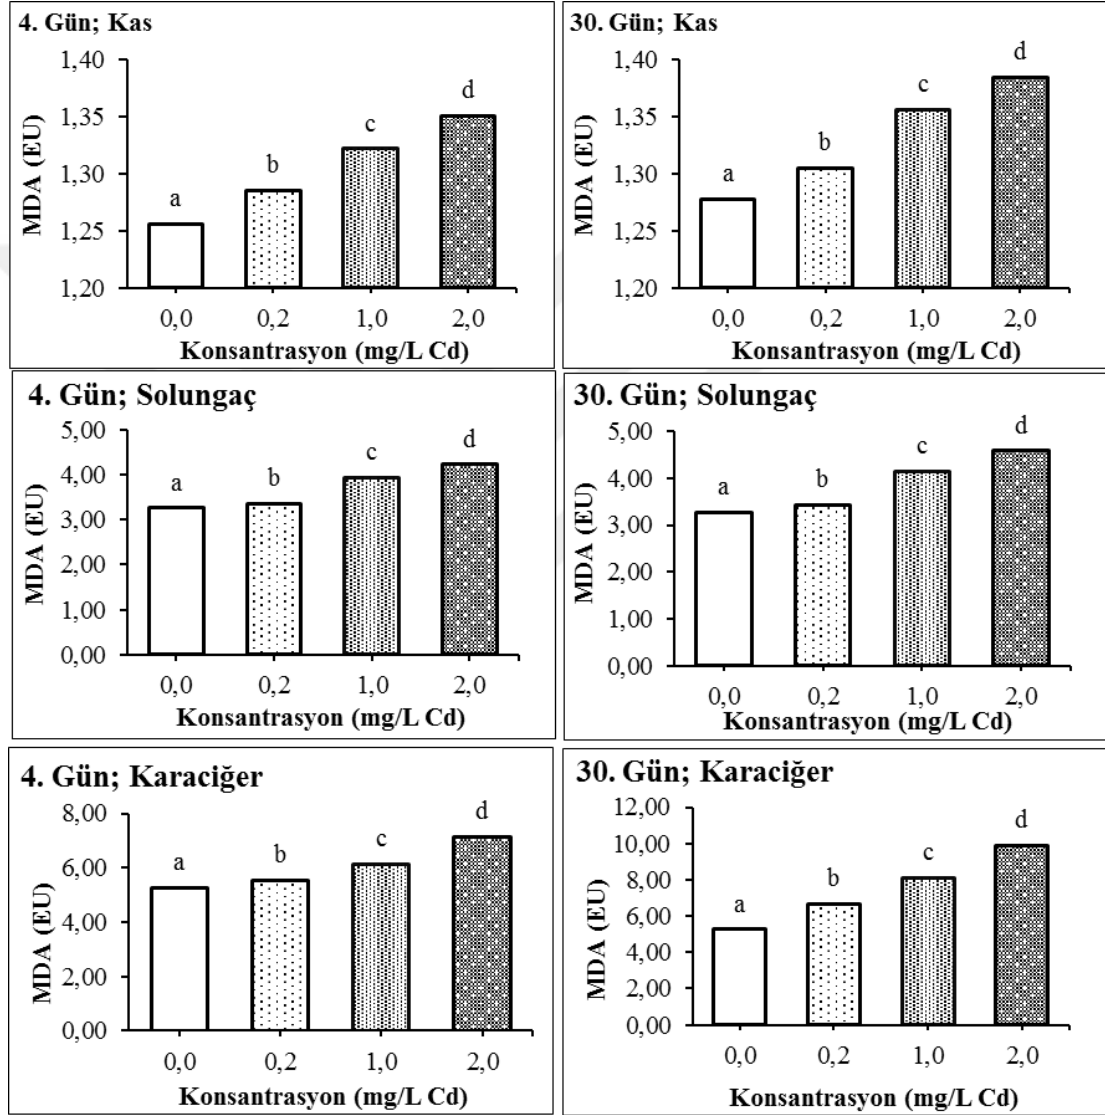 4. Gün; Kas
1,40
1,35
1,30
1,25
1,20
MDA (EU)
a
b
c
d
0,0 0,2 1,0 2,0
Konsantrasyon (mg/L Cd)
30. Gün; Kas
1,40
1,35
1,30
1,25
1,20
MDA (EU)
a
b
c
d
0,0 0,2 1,0 2,0
Konsantrasyon (mg/L Cd)
4. Gün; Solungaç
5,00
4,00
3,00
2,00
1,00
0,00
MDA (EU)
a
b
c
d
0,0 0,2 1,0 2,0
Konsantrasyon (mg/L Cd)
30. Gün; Solungaç
5,00
4,00
3,00
2,00
1,00
0,00
MDA (EU)
a
b
c
d
0,0 0,2 1,0 2,0
Konsantrasyon (mg/L Cd)
4. Gün; Karaciğer
8,00
6,00
4,00
2,00
0,00
MDA (EU)
a
b
c
d
0,0 0,2 1,0 2,0
Konsantrasyon (mg/L Cd)
30. Gün; Karaciğer
12,00
10,00
8,00
6,00
4,00
2,00
0,00
MDA (EU)
a
b
c
d
0,0 0,2 1,0 2,0
Konsantrasyon (mg/L Cd)